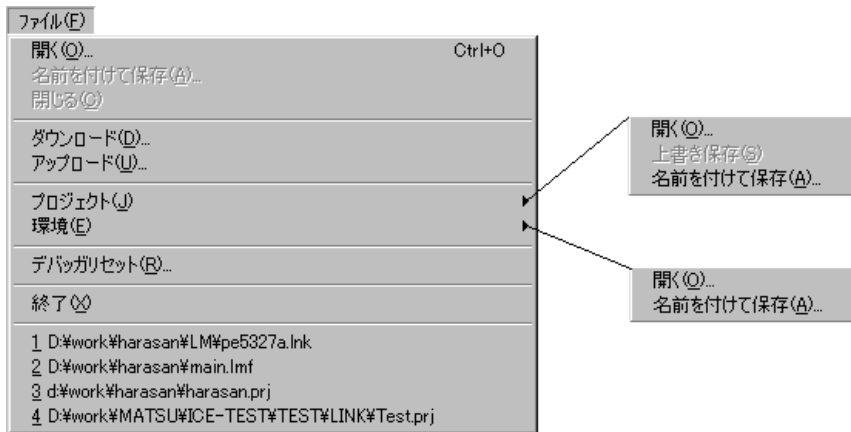 ファイル(F)
開く(O)... Ctrl+O
名前を付けて保存(A)...
閉じる(C)
ダウンロード(D)...
アップロード(U)...
プロジェクト(J)
環境(E)
デバッガリセット(R)...
終了(X)
1 D:¥work¥harasan¥LM¥pe5327a.lnk
2 D:¥work¥harasan¥main.lmf
3 d:¥work¥harasan¥harasan.prj
4 D:¥work¥MATSU¥ICE-TEST¥TEST¥LINK¥Test.prj
開く(O)...
上書き保存(S)
名前を付けて保存(A)...
開く(O)...
名前を付けて保存(A)...